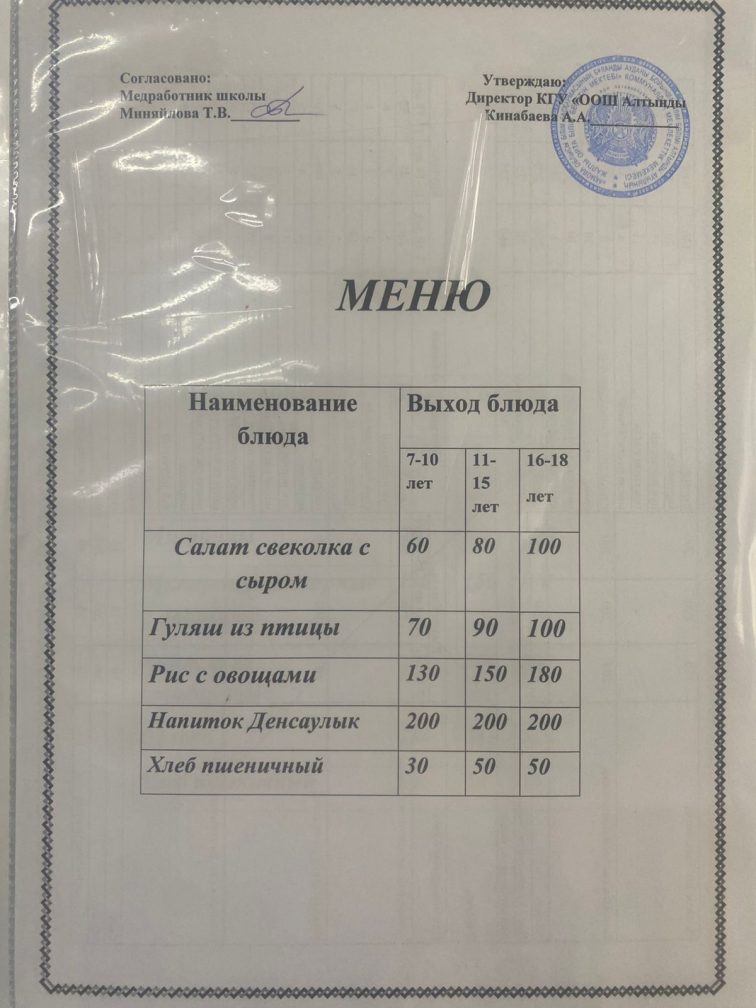 Согласовано:
Медработник школы
Миняйлова Т.В.
Утверждаю:
Директор КГУ «ООШ Алтынды
Кинабаева А.А.
МЕНЮ
Наименование
блюда
Выход блюда
7-10
лет
11-
15
лет
16-18
лет
Салат свеколка с
сыром
60
80
100
Гуляш из птицы
70
90
100
Рис с овощами
130
150
180
Напиток Денсаулык
200
200
200
Хлеб пшеничный
30
50
50